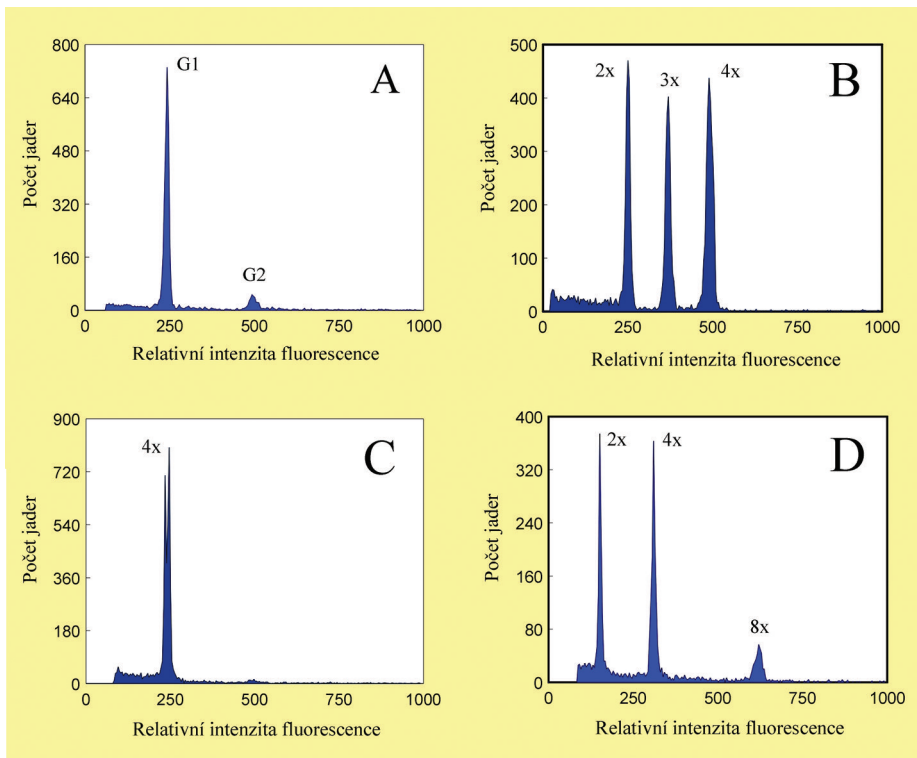 A
G1
G2
800
640
480
320
160
0
0
250
500
750
1000
Počet jader
Relativní intenzita fluorescence
B
2x
3x
4x
500
400
300
200
100
0
0
250
500
750
1000
Počet jader
Relativní intenzita fluorescence
C
4x
900
720
540
360
180
0
0
250
500
750
1000
Počet jader
Relativní intenzita fluorescence
D
2x
4x
8x
400
320
240
160
80
0
0
250
500
750
1000
Počet jader
Relativní intenzita fluorescence